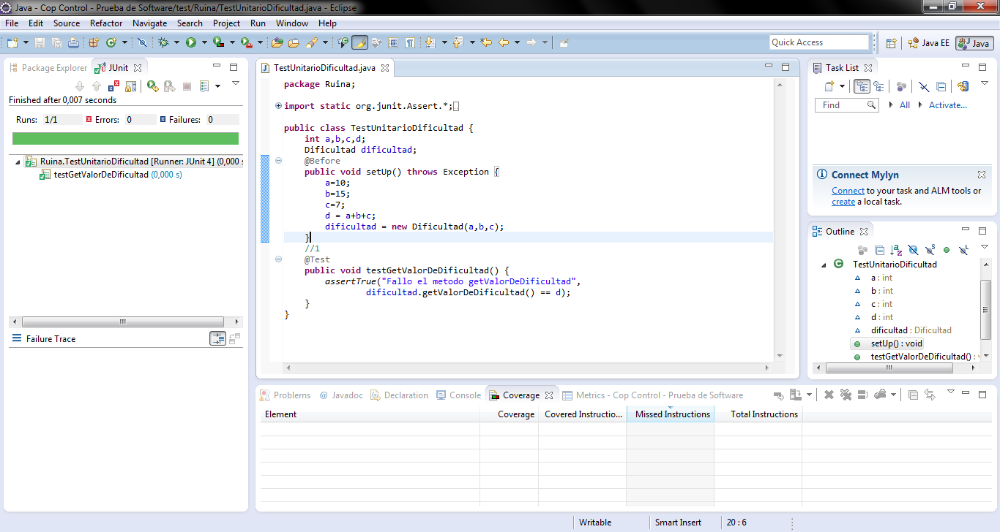 Java - Cop Control - Prueba de Software/test/Ruina/TestUnitarioDificultad.java - Eclipse
File Edit Source Refactor Navigate Search Project Run Window Help
Quick Access
Java EE
Java
Package Explorer
JUnit
Finished after 0,007 seconds
Runs: 1/1 Errors: 0 Failures: 0
Ruina.TestUnitarioDificultad [Runner: JUnit 4] (0,000 s
testGetValorDeDificultad (0,000 s)
Failure Trace
TestUnitarioDificultad.java
package Ruina;
import static org.junit.Assert.*;
public class TestUnitarioDificultad {
int a,b,c,d;
Dificultad dificultad;
@Before
public void setUp() throws Exception {
a=10;
b=15;
c=7;
d = a+b+c;
dificultad = new Dificultad(a,b,c);
}
//1
@Test
public void testGetValorDeDificultad() {
assertTrue("Fallo el metodo getValorDeDificultad",
dificultad.getValorDeDificultad() == d);
}
}
Task List
Find
All
Activate...
Connect Mylyn
Connect to your task and ALM tools or
create a local task.
Outline
TestUnitarioDificultad
a : int
b : int
c : int
d : int
dificultad : Dificultad
setUp() : void
testGetValorDeDificultad() :
Problems @ Javadoc Declaration Console Coverage Metrics - Cop Control - Prueba de Software
Element Coverage Covered Instructio... Missed Instructions Total Instructions
Writable Smart Insert 20 : 6